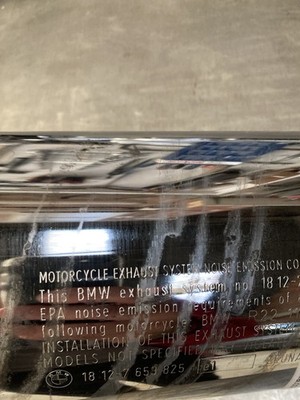 MOTORCYCLE EXHAUST SYSTEM NOISE EMISSION CO
This BMW exhaust system no. 18 12-
EPA noise emission requirements of
following motorcycle: BMW
INSTALLATION OF THIS EXHAUST SYSTEM
MODELS NOT SPECIFIED
18 12 7 654 825